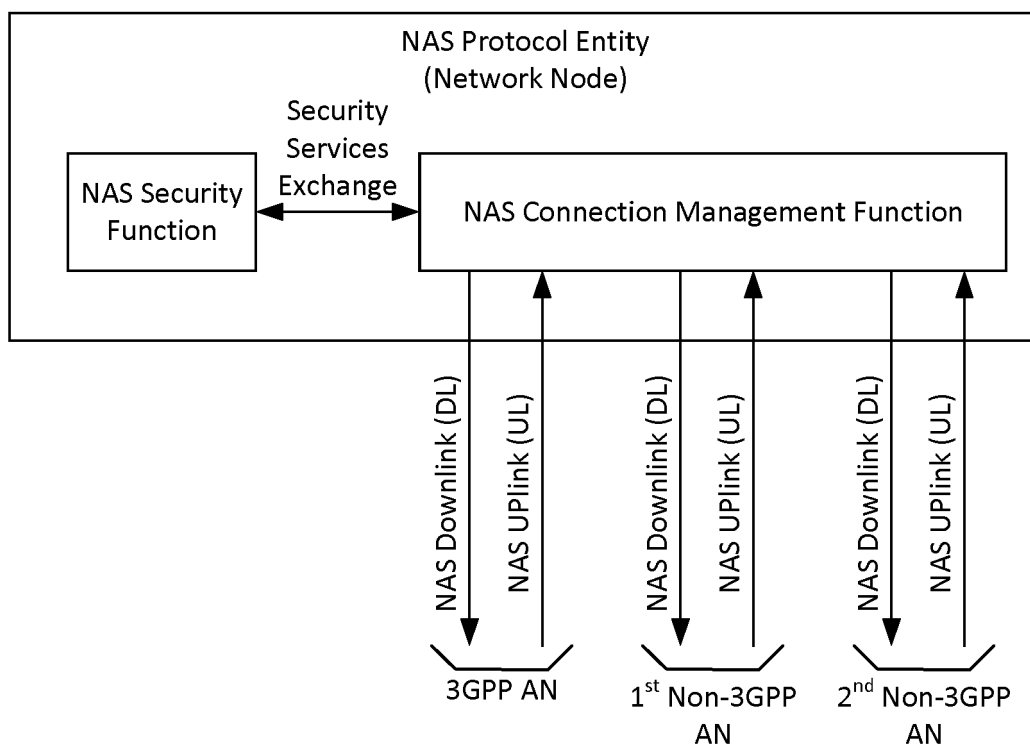 NAS Protocol Entity
(Network Node)
Security
Services
Exchange
NAS Security
Function
NAS Connection Management Function
NAS Downlink (DL)
NAS UPlink (UL)
NAS Downlink (DL)
NAS UPlink (UL)
NAS Downlink (DL)
NAS UPlink (UL)
3GPP AN
1st Non-3GPP
AN
2nd Non-3GPP
AN